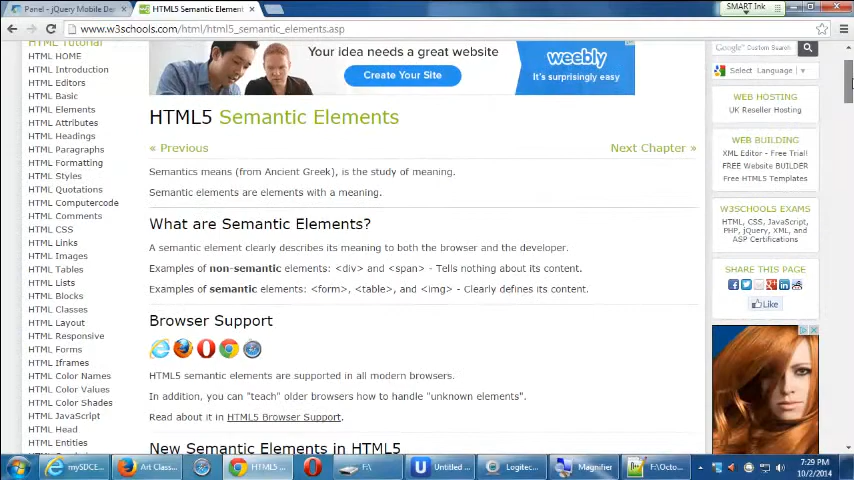 Panel - jQuery Mobile De
HTML5 Semantic Element
SMART Ink
www.w3schools.com/html/html5_semantic_elements.asp
HTML Tutorial
HTML HOME
HTML Introduction
HTML Editors
HTML Basic
HTML Elements
HTML Attributes
HTML Headings
HTML Paragraphs
HTML Formatting
HTML Styles
HTML Quotations
HTML Computercode
HTML Comments
HTML CSS
HTML Links
HTML Images
HTML Tables
HTML Lists
HTML Blocks
HTML Classes
HTML Layout
HTML Responsive
HTML Forms
HTML Iframes
HTML Color Names
HTML Color Values
HTML Color Shades
HTML JavaScript
HTML Head
HTML Entities
Your idea needs a great website
Create Your Site
weebly
It's surprisingly easy
HTML5 Semantic Elements
« Previous
Next Chapter »
Semantics means (from Ancient Greek), is the study of meaning.
Semantic elements are elements with a meaning.
What are Semantic Elements?
A semantic element clearly describes its meaning to both the browser and the developer.
Examples of non-semantic elements: <div> and <span> - Tells nothing about its content.
Examples of semantic elements: <form>, <table>, and <img> - Clearly defines its content.
Browser Support
HTML5 semantic elements are supported in all modern browsers.
In addition, you can "teach" older browsers how to handle "unknown elements".
Read about it in HTML5 Browser Support.
New Semantic Elements in HTML5
Google Custom Search
Select Language
WEB HOSTING
UK Reseller Hosting
WEB BUILDING
XML Editor - Free Trial!
FREE Website BUILDER
Free HTML5 Templates
W3SCHOOLS EXAMS
HTML, CSS, JavaScript,
PHP, jQuery, XML, and
ASP Certifications
SHARE THIS PAGE
Like
mySDCE...
Art Class...
HTML5 ...
F:\
Untitled ...
Logitec...
Magnifier
F:\Octo...
7:29 PM
10/2/2014